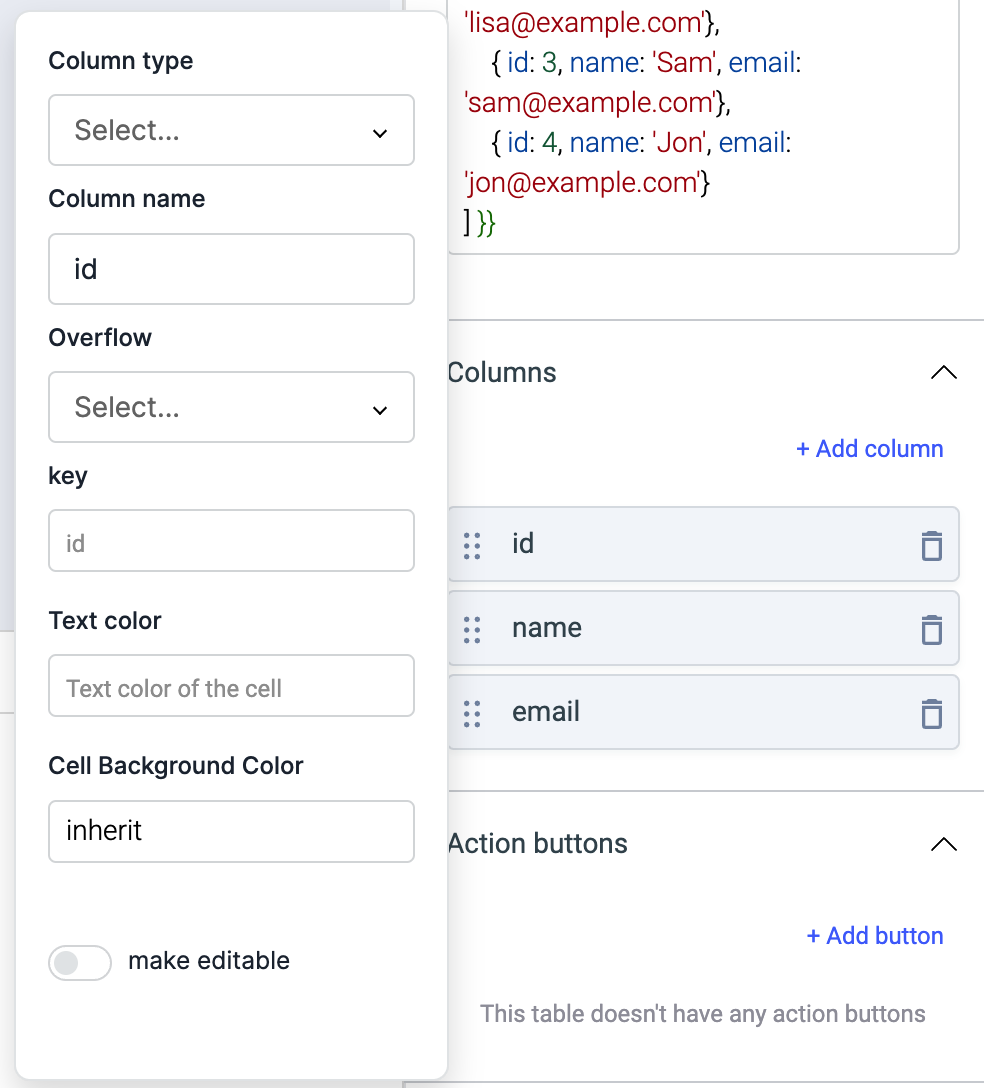 Column type
Select...
Column name
id
Overflow
Select...
key
id
Text color
Text color of the cell
Cell Background Color
inherit
make editable
'lisa@example.com'},
{ id: 3, name: 'Sam', email:
'sam@example.com'},
{ id: 4, name: 'Jon', email:
'jon@example.com'}
] }}
Columns
+ Add column
id
name
email
Action buttons
+ Add button
This table doesn't have any action buttons